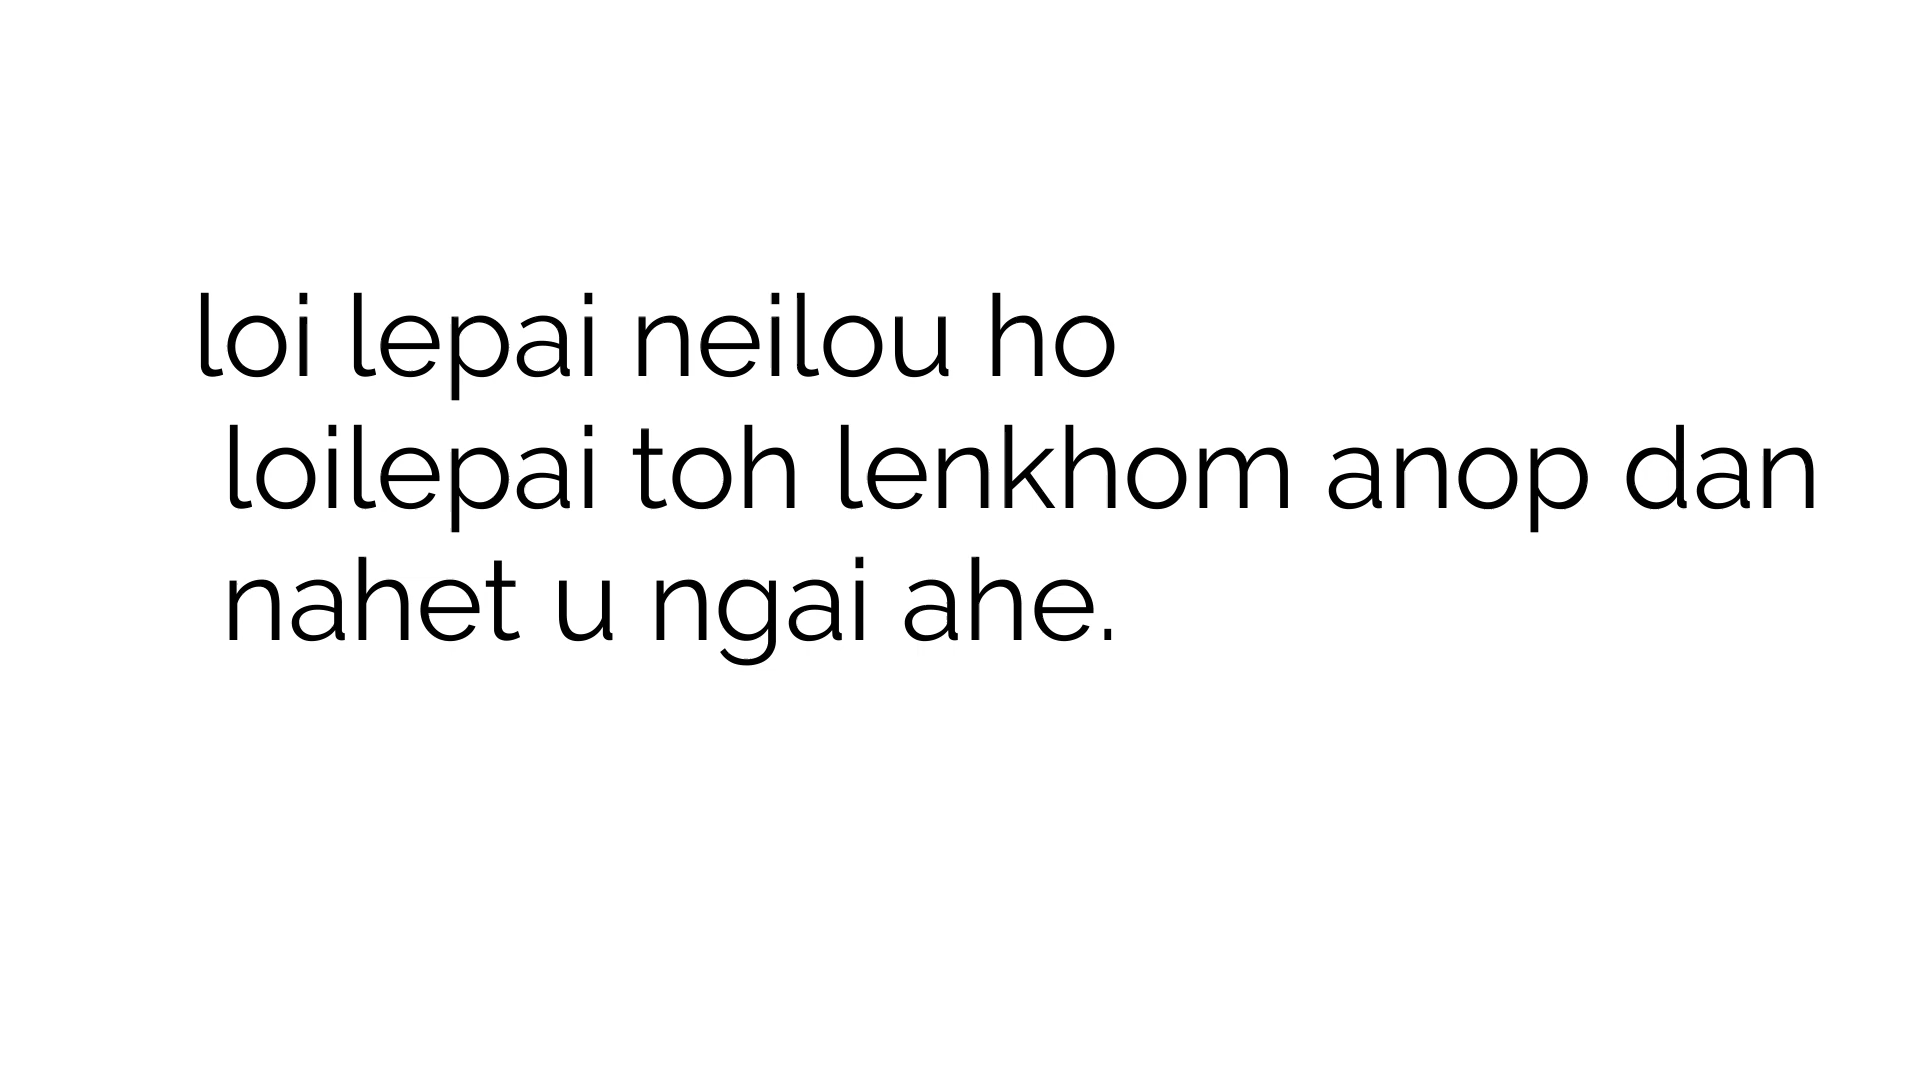 loi lepai neilou ho
loilepai toh lenkhom anop dan
nahet u ngai ahe.